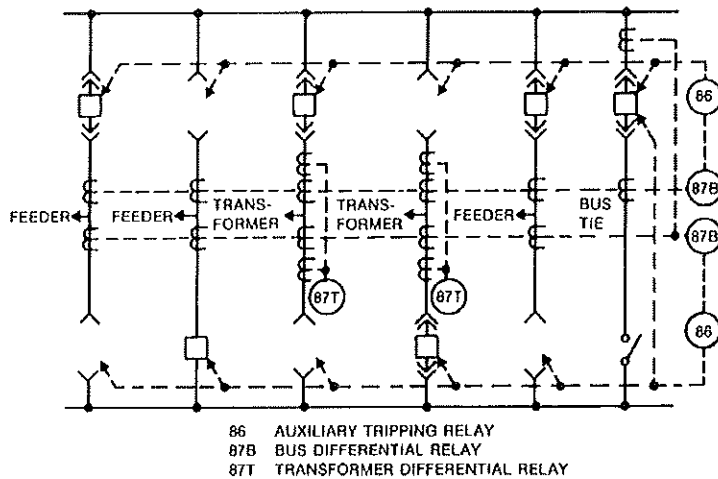 86
87B
FEEDER
FEEDER
TRANS-
FORMER
TRANS-
FORMER
FEEDER
BUS
TIE
87B
87T
87T
86
86 AUXILIARY TRIPPING RELAY
87B BUS DIFFERENTIAL RELAY
87T TRANSFORMER DIFFERENTIAL RELAY